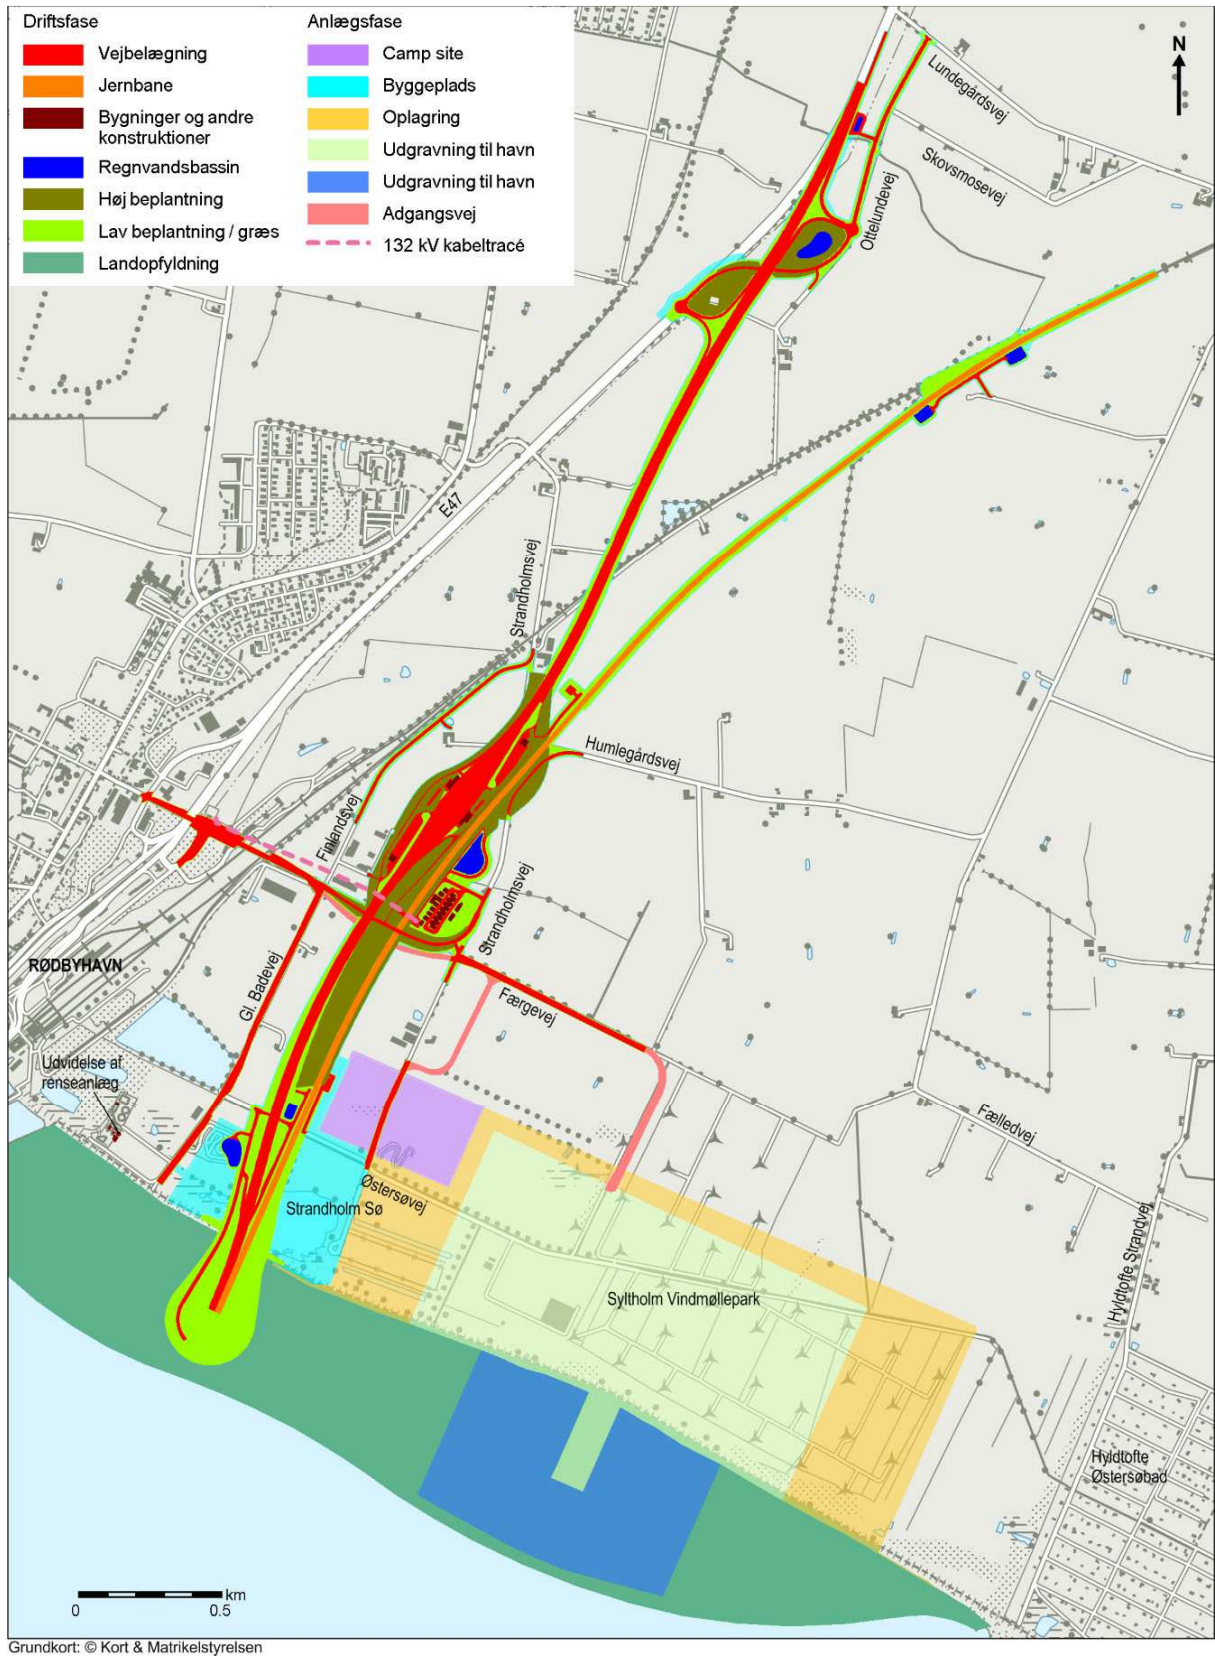 Driftsfase
Vejbelægning
Jernbane
Bygninger og andre
konstruktioner
Regnvandsbassin
Høj beplantning
Lav beplantning / græs
Landopfyldning
Anlægsfase
Camp site
Byggeplads
Oplagring
Udgravning til havn
Udgravning til havn
Adgangsvej
132 kV kabeltracé
N
Lundegårdsvej
Skovsmosevej
Ottelundevej
E47
Strandholmsvej
Humlegårdsvej
Finlandsvej
Strandholmsvej
RØDBYHAVN
Gl. Badevej
Færgevej
Udvidelse af
renseanlæg
Fælledvej
Østersøvej
Strandholm Sø
Hyldtofte Strandvej
Syltholm Vindmøllepark
Hyldtofte
Østersøbad
km
0 0.5
Grundkort: © Kort & Matrikelstyrelsen